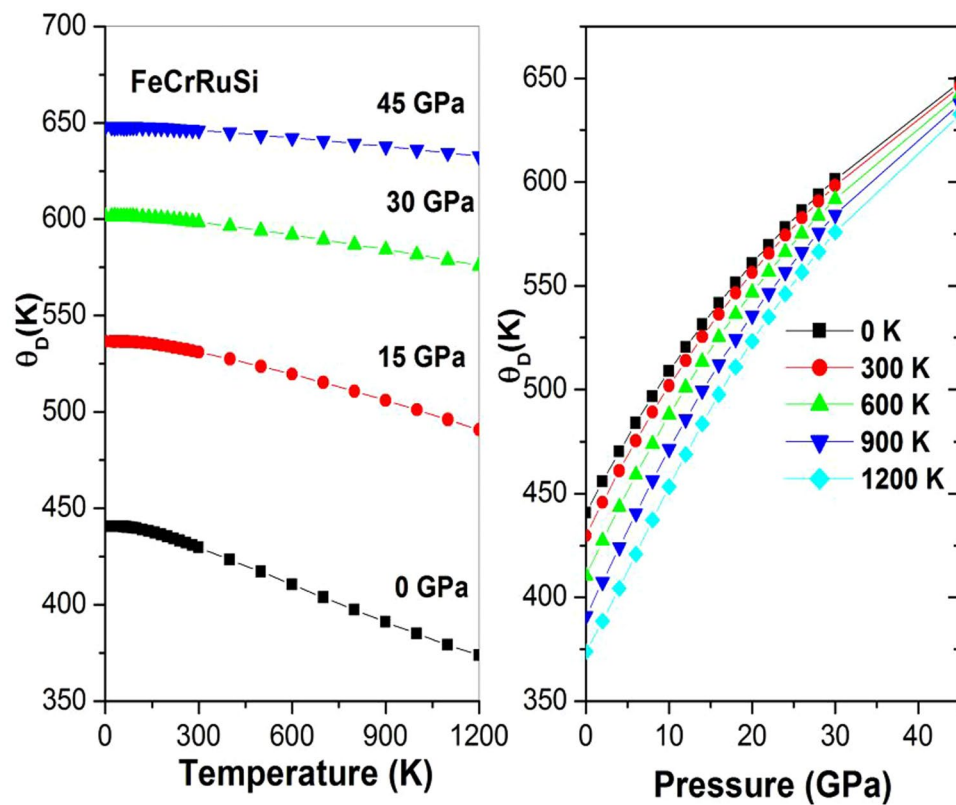 700
650
600
550
500
450
400
350
θD(K)
FeCrRuSi
45 GPa
30 GPa
15 GPa
0 GPa
0 300 600 900 1200
Temperature (K)
650
600
550
500
450
400
350
θD(K)
0 K
300 K
600 K
900 K
1200 K
0 10 20 30 40
Pressure (GPa)